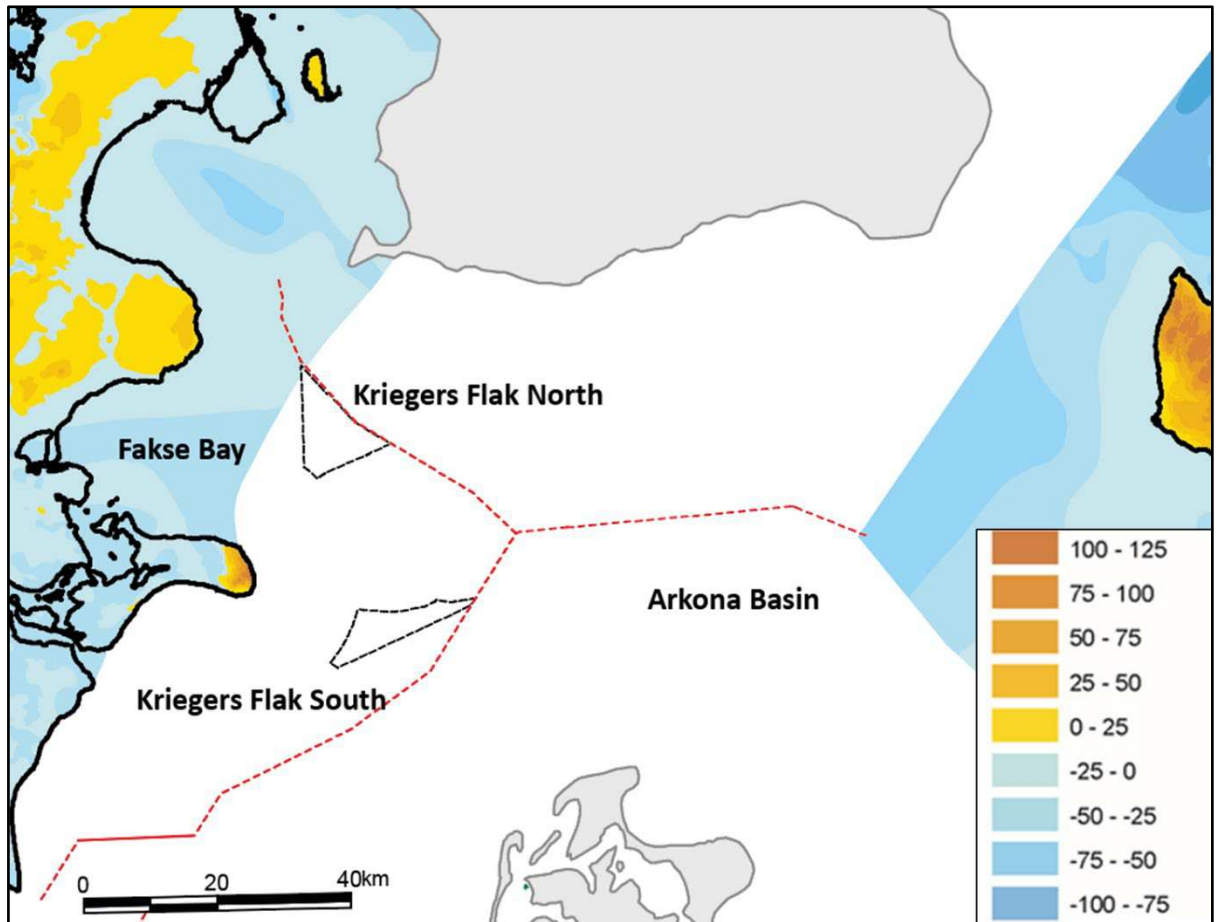 Kriegers Flak North
Fakse Bay
Arkona Basin
Kriegers Flak South
100 - 125
75 - 100
50 - 75
25 - 50
0 - 25
-25 - 0
-50 - -25
-75 - -50
-100 - -75
0 20 40km